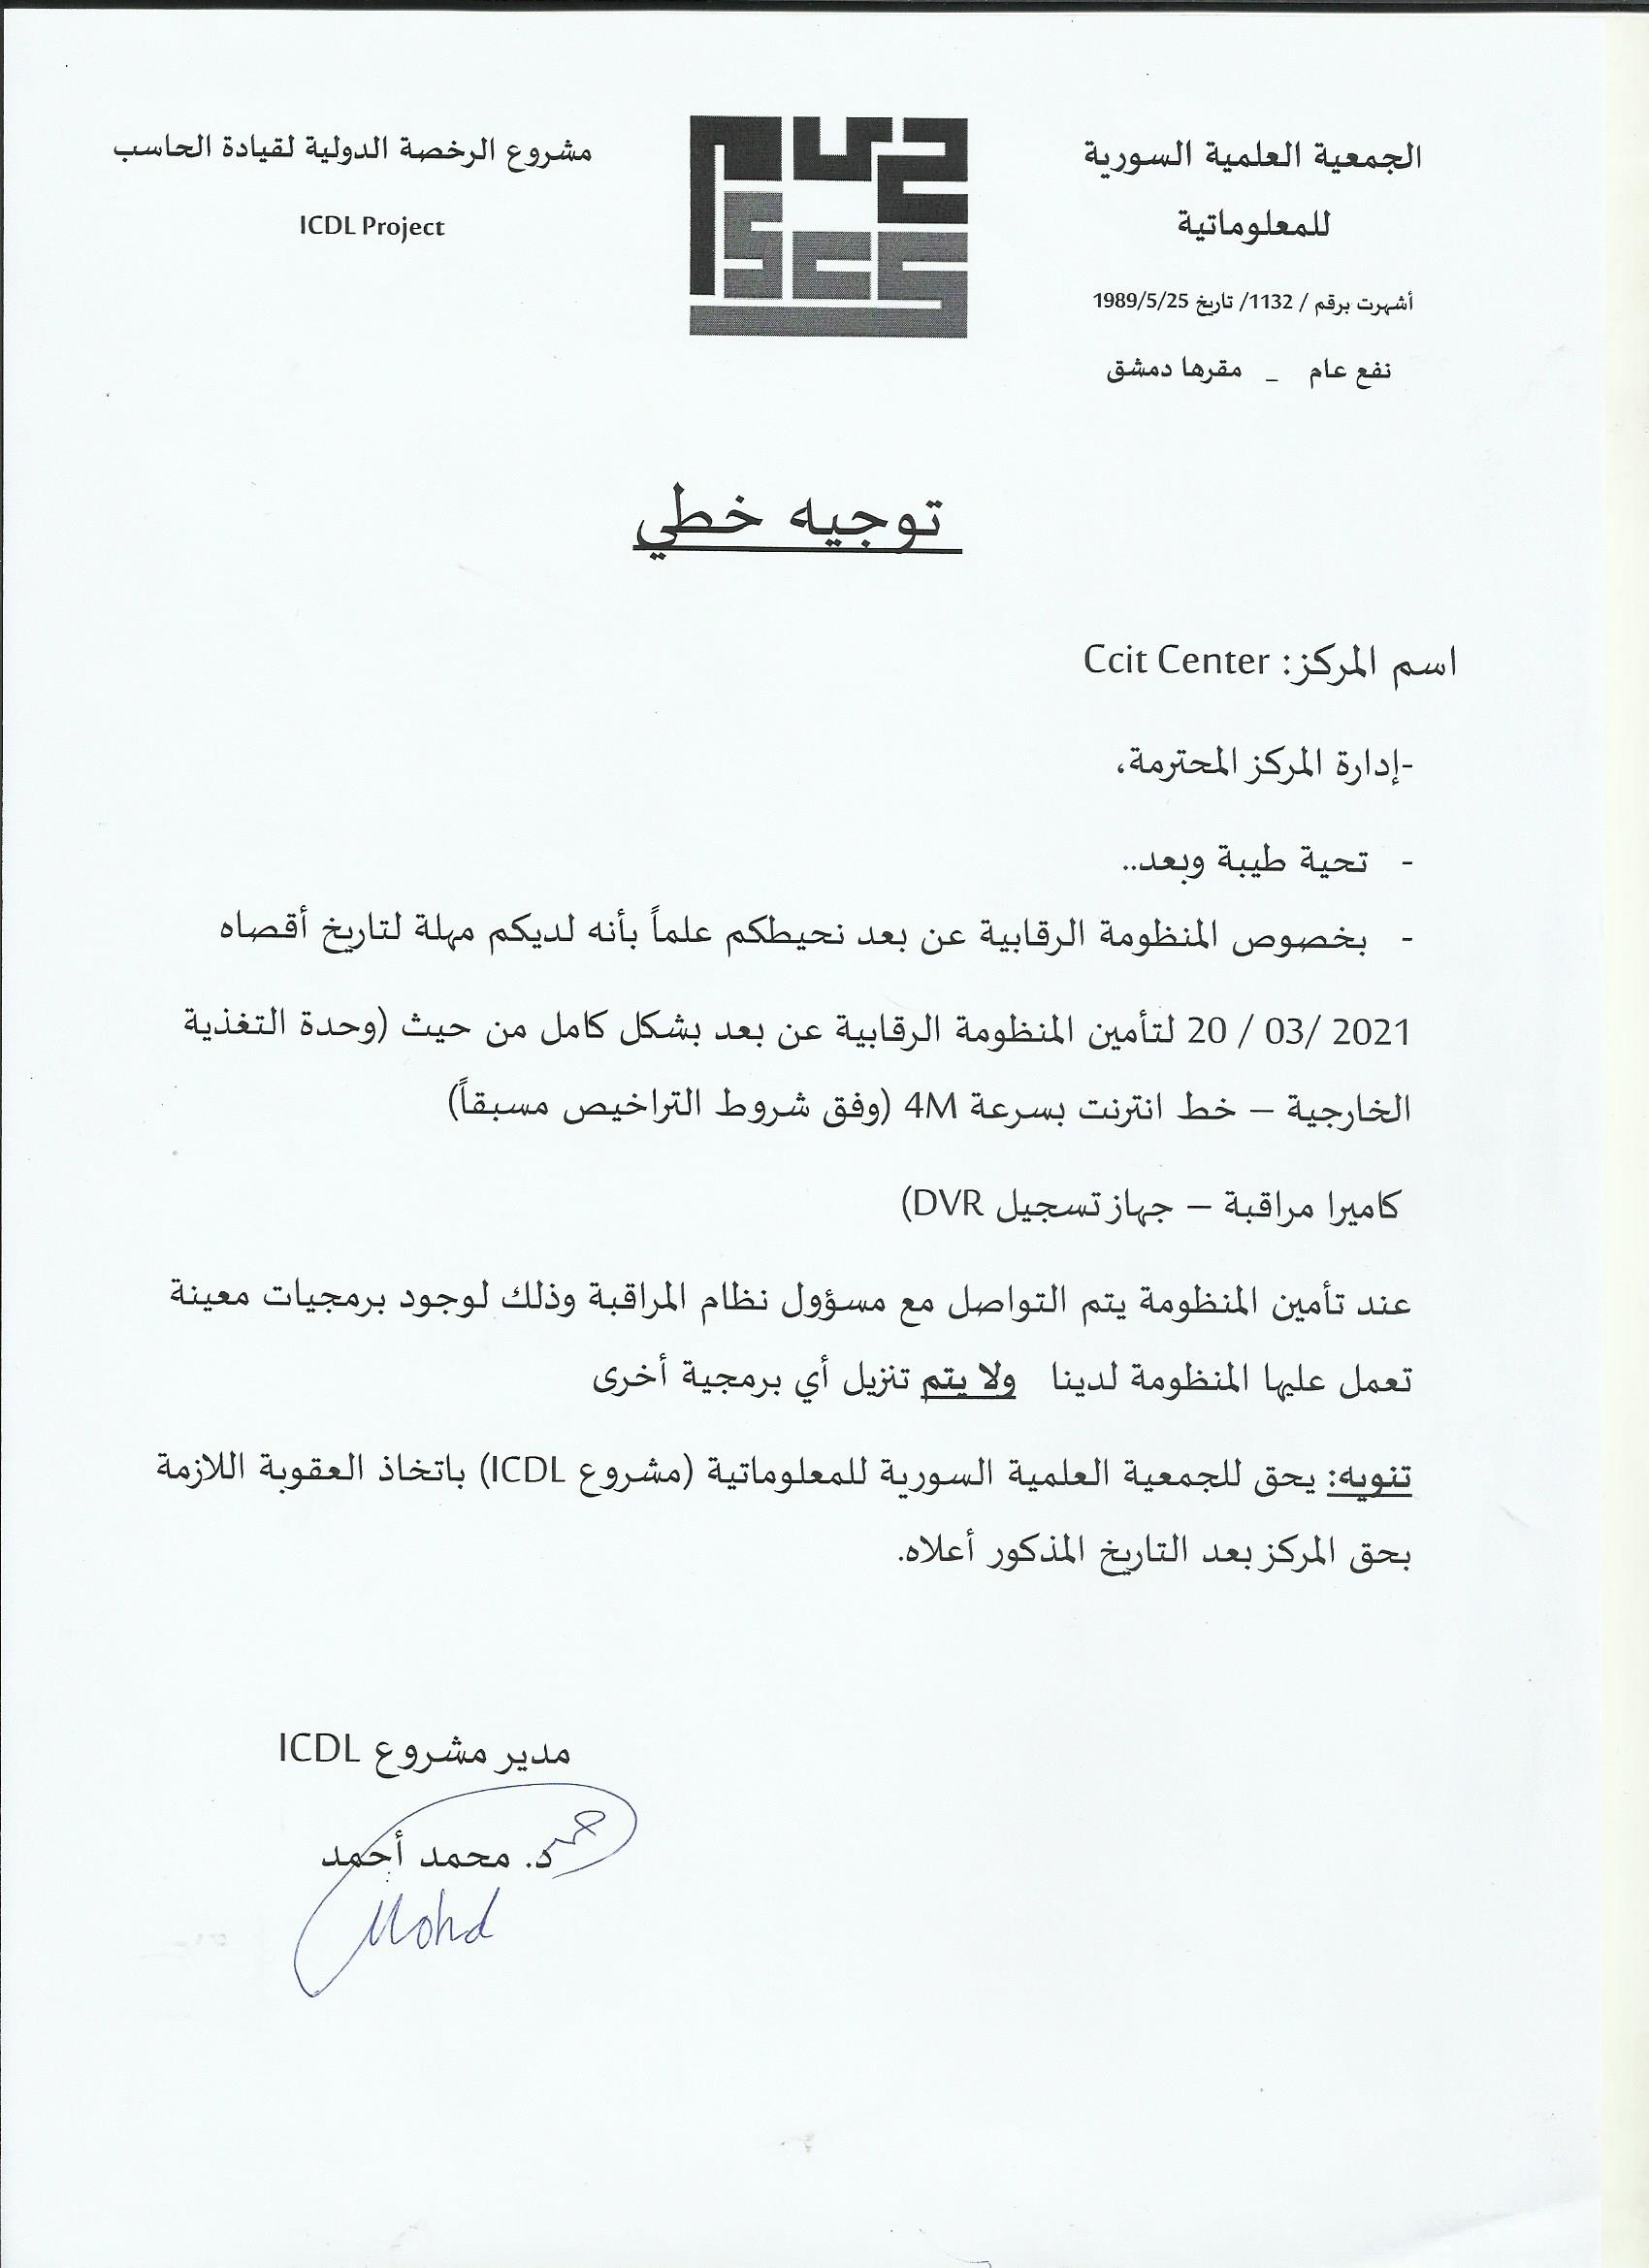 الجمعية العلمية السورية
للمعلوماتية
أشهرت برقم / 1132/ تاريخ 1989/5/25
نفع عام _ مقرها دمشق
مشروع الرخصة الدولية لقيادة الحاسب
ICDL Project
توجيه خطي
اسم المركز: Ccit Center
-إدارة المركز المحترمة،
- تحية طيبة وبعد..
- بخصوص المنظومة الرقابية عن بعد نحيطكم علماً بأنه لديكم مهلة لتاريخ أقصاه
20 / 03/ 2021 لتأمين المنظومة الرقابية عن بعد بشكل كامل من حيث (وحدة التغذية
الخارجية – خط انترنت بسرعة 4M (وفق شروط التراخيص مسبقاً)
كاميرا مراقبة – جهاز تسجيل DVR)
عند تأمين المنظومة يتم التواصل مع مسؤول نظام المراقبة وذلك لوجود برمجيات معينة
تعمل عليها المنظومة لدينا ولا يتم تنزيل أي برمجية أخرى
تنويه: يحق للجمعية العلمية السورية للمعلوماتية (مشروع ICDL) باتخاذ العقوبة اللازمة
بحق المركز بعد التاريخ المذكور أعلاه.
مدير مشروع ICDL
د. محمد أحمد
Mohd